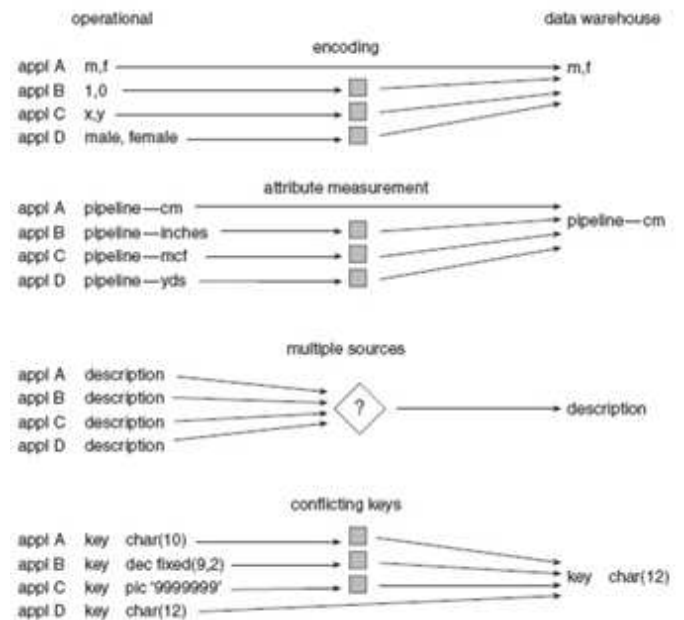 operational data warehouse
encoding
appl A m,f m,f
appl B 1,0
appl C x,y
appl D male, female
attribute measurement
appl A pipeline—cm
appl B pipeline—inches pipeline—cm
appl C pipeline—mcf
appl D pipeline—yds
multiple sources
appl A description
appl B description
? description
appl C description
appl D description
conflicting keys
appl A key char(10)
appl B key dec fixed(9,2)
key char(12)
appl C key pic '9999999'
appl D key char(12)